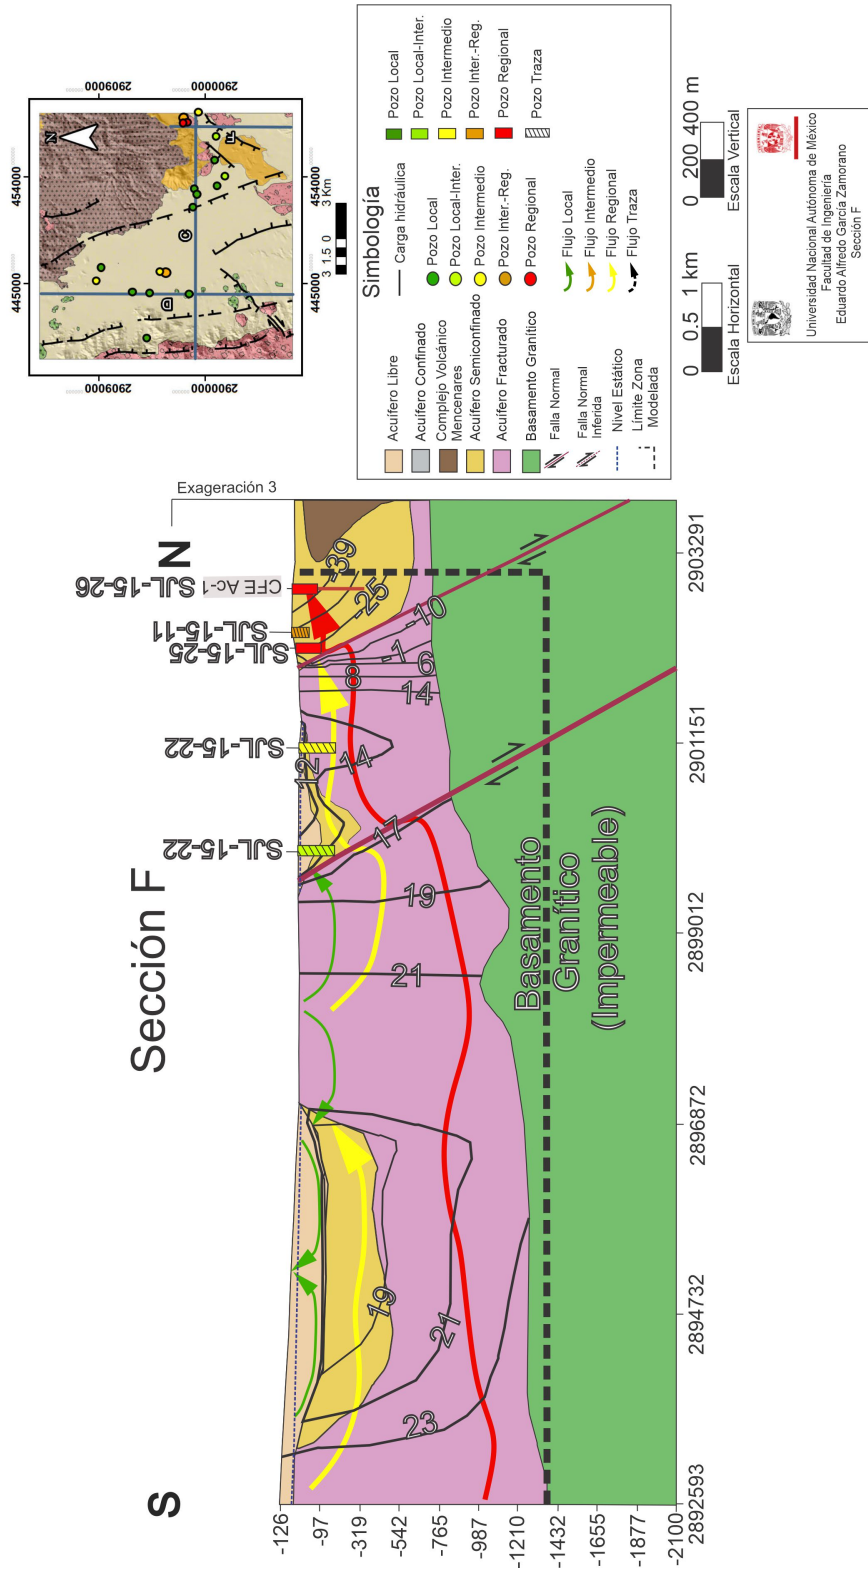 Sección F
S
N
Exageración 3
SJL-15-22
SJL-15-22
SJL-15-25
SJL-15-11
SJL-15-26
CFE Ac-1
-126
-97
-319
-542
-765
-987
-1210
-1432
-1655
-1877
-2100
2892593
2894732
2896872
2899012
2901151
2903291
23
21
19
21
19
17
14
12
14
8
6
-1
-10
-25
-39
Basamento
Granítico
(Impermeable)
445000
454000
2909000
2900000
2909000
2900000
445000
454000
N
D
G
F
3 1.5 0 3 Km
Simbología
Acuífero Libre
Acuífero Confinado
Complejo Volcánico
Mencenares
Acuífero Semiconfinado
Acuífero Fracturado
Basamento Granitico
Falla Normal
Falla Normal
Inferida
Nivel Estático
Límite Zona
Modelada
Carga hidráulica
Pozo Local
Pozo Local-Inter.
Pozo Intermedio
Pozo Inter.-Reg.
Pozo Regional
Flujo Local
Flujo Intermedio
Flujo Regional
Flujo Traza
Pozo Local
Pozo Local-Inter.
Pozo Intermedio
Pozo Inter.-Reg.
Pozo Regional
Pozo Traza
0 0.5 1 km
Escala Horizontal
0 200 400 m
Escala Vertical
Universidad Nacional Autónoma de México
Facultad de Ingeniería
Eduardo Alfredo García Zamorano
Sección F